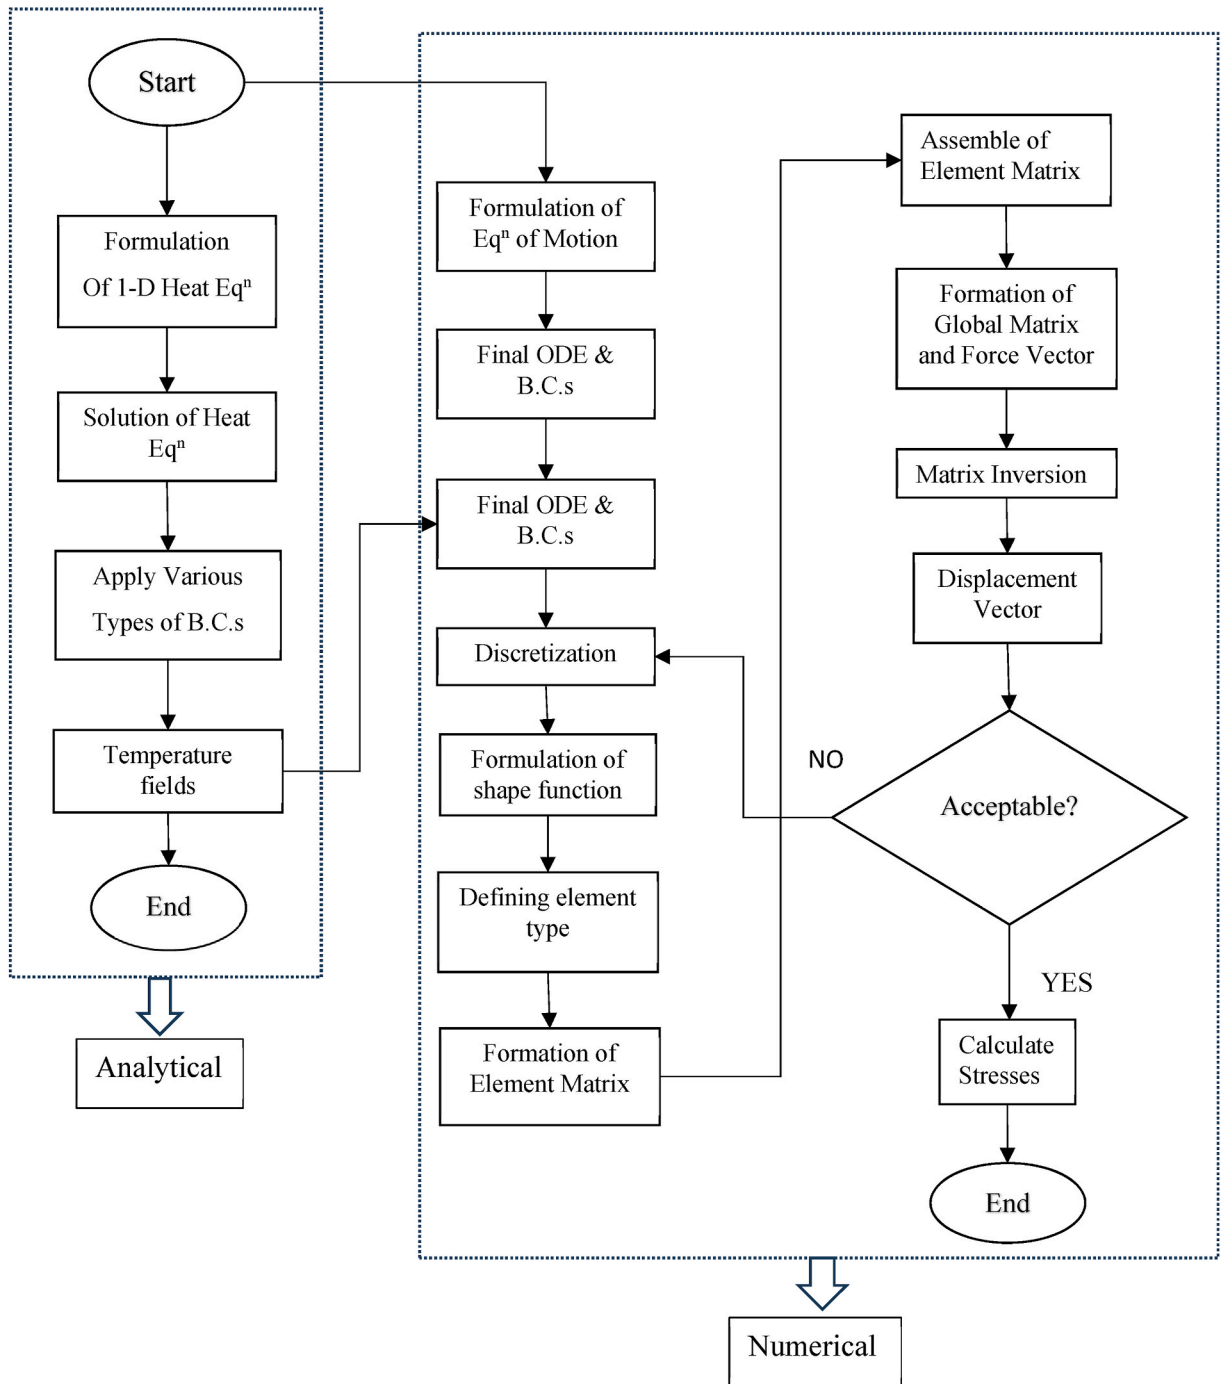 Start
Formulation
Of 1-D Heat Eqⁿ
Solution of Heat
Eqⁿ
Apply Various
Types of B.C.s
Temperature
fields
End
Analytical
Formulation of
Eqⁿ of Motion
Final ODE &
B.C.s
Final ODE &
B.C.s
Discretization
Formulation of
shape function
Defining element
type
Formation of
Element Matrix
Assemble of
Element Matrix
Formation of
Global Matrix
and Force Vector
Matrix Inversion
Displacement
Vector
NO
Acceptable?
YES
Calculate
Stresses
End
Numerical